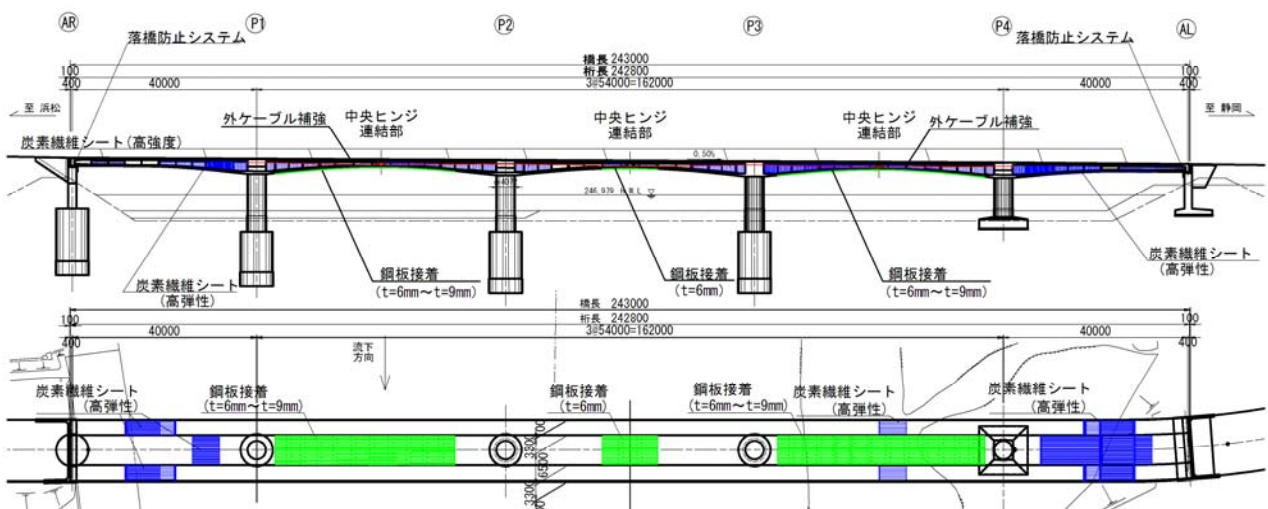 AR
P1
P2
P3
P4
AL
落橋防止システム
落橋防止システム
橋長 243000
100
桁長 242800
100
400
40000
3@54000=162000
40000
400
至 浜松
至 静岡
外ケーブル補強
中央ヒンジ
連結部
中央ヒンジ
連結部
中央ヒンジ
連結部
外ケーブル補強
炭素繊維シート(高強度)
0.50%
246.979 H.W.L
炭素繊維シート
(高弾性)
鋼板接着
(t=6mm～t=9mm)
鋼板接着
(t=6mm)
鋼板接着
(t=6mm～t=9mm)
炭素繊維シート
(高弾性)
橋長 243000
100
桁長 242800
100
400
40000
3@54000=162000
40000
400
流下
方向
炭素繊維シート
(高弾性)
鋼板接着
(t=6mm～t=9mm)
鋼板接着
(t=6mm)
鋼板接着
(t=6mm～t=9mm)
炭素繊維シート
(高弾性)
炭素繊維シート
(高弾性)
3300
6500
3300